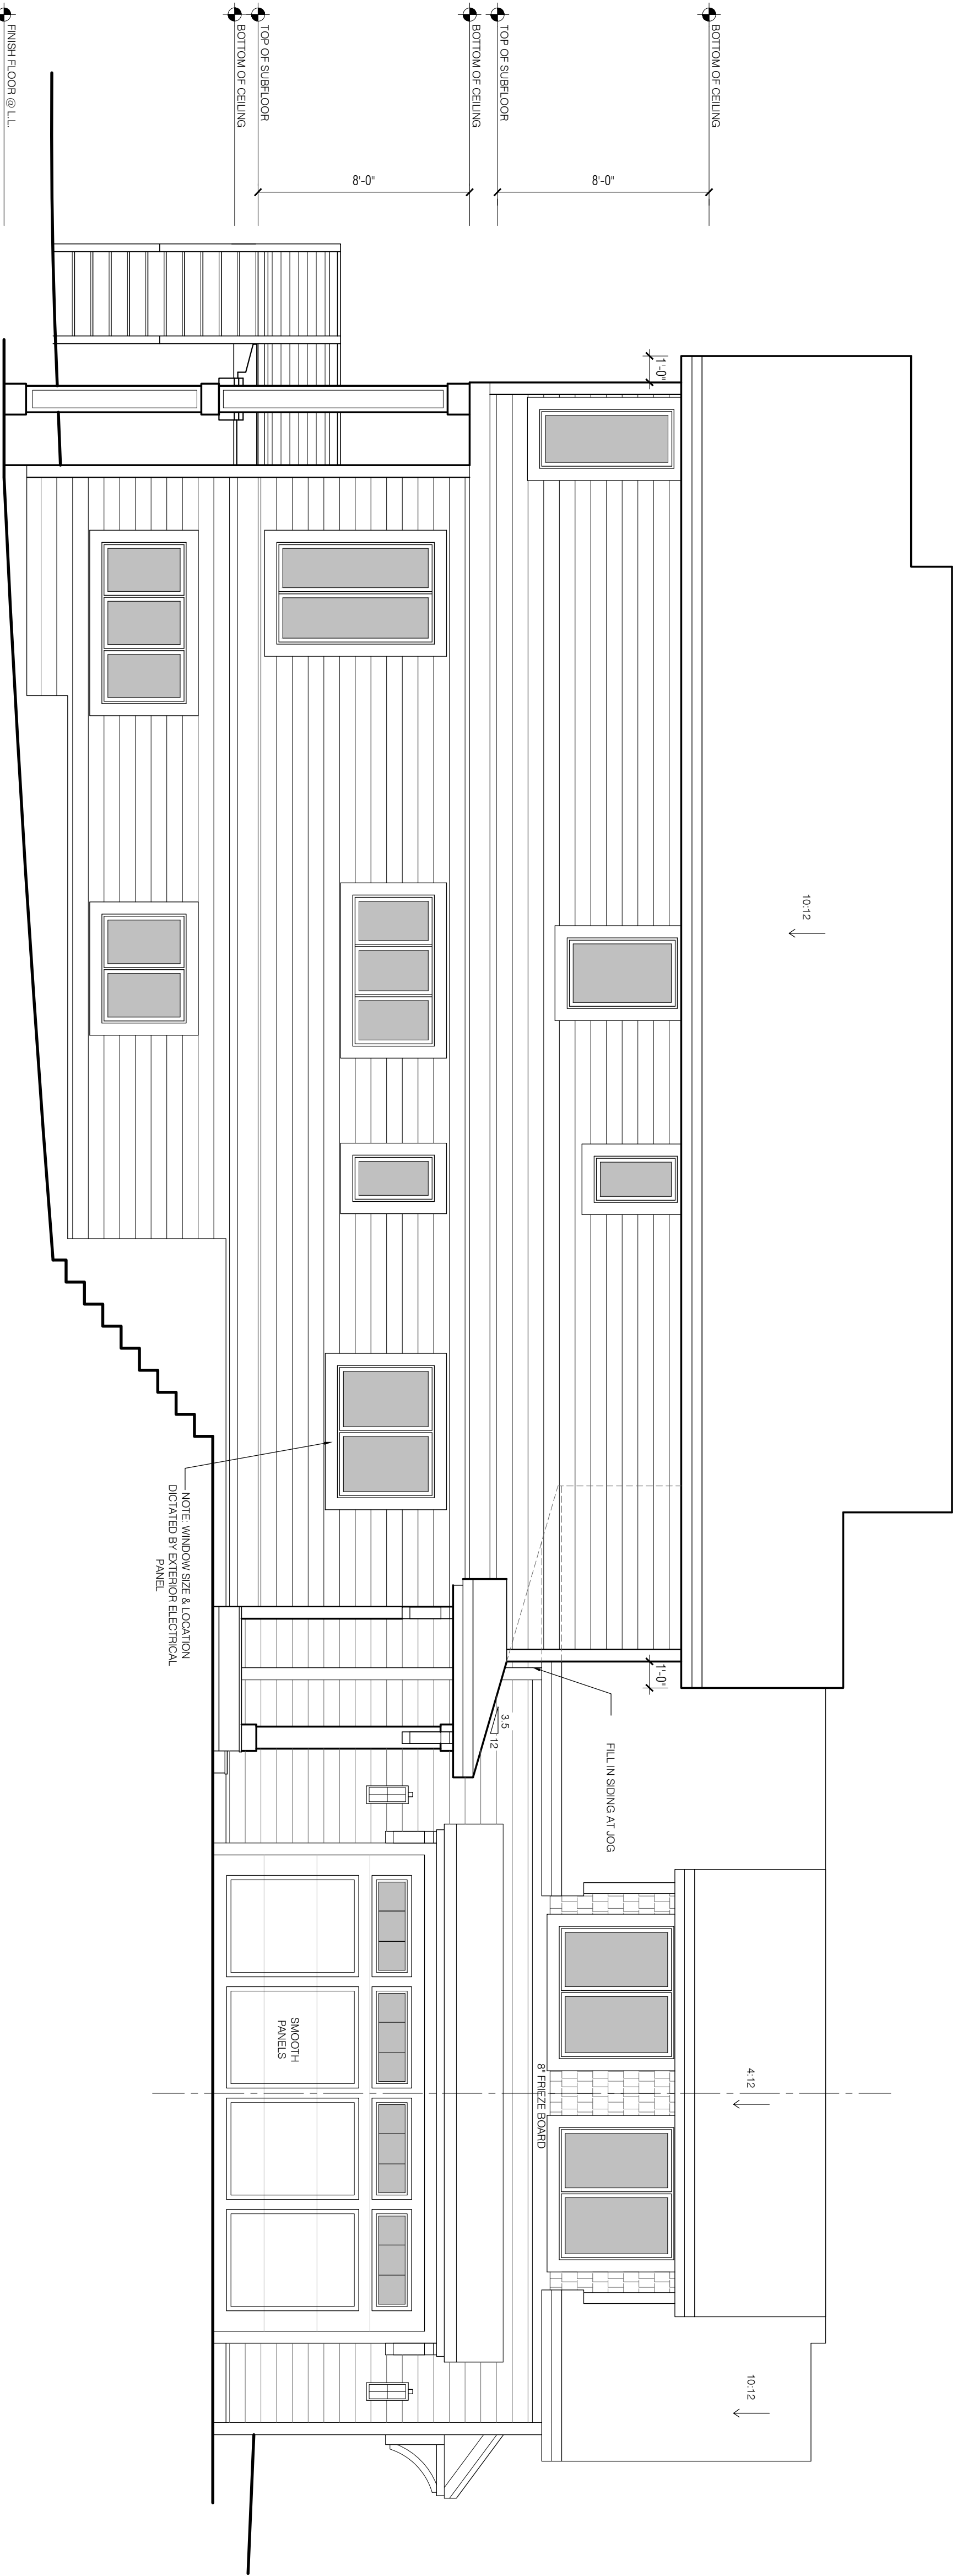 BOTTOM OF CEILING
TOP OF SUBFLOOR
BOTTOM OF CEILING
TOP OF SUBFLOOR
BOTTOM OF CEILING
FINISH FLOOR @ L.L.
8'-0"
8'-0"
1'-0"
10:12
NOTE: WINDOW SIZE & LOCATION
DICTATED BY EXTERIOR ELECTRICAL
PANEL
1'-0"
3.5
12
FILL IN SIDING AT JOG
SMOOTH
PANELS
8" FRIEZE BOARD
4:12
10:12